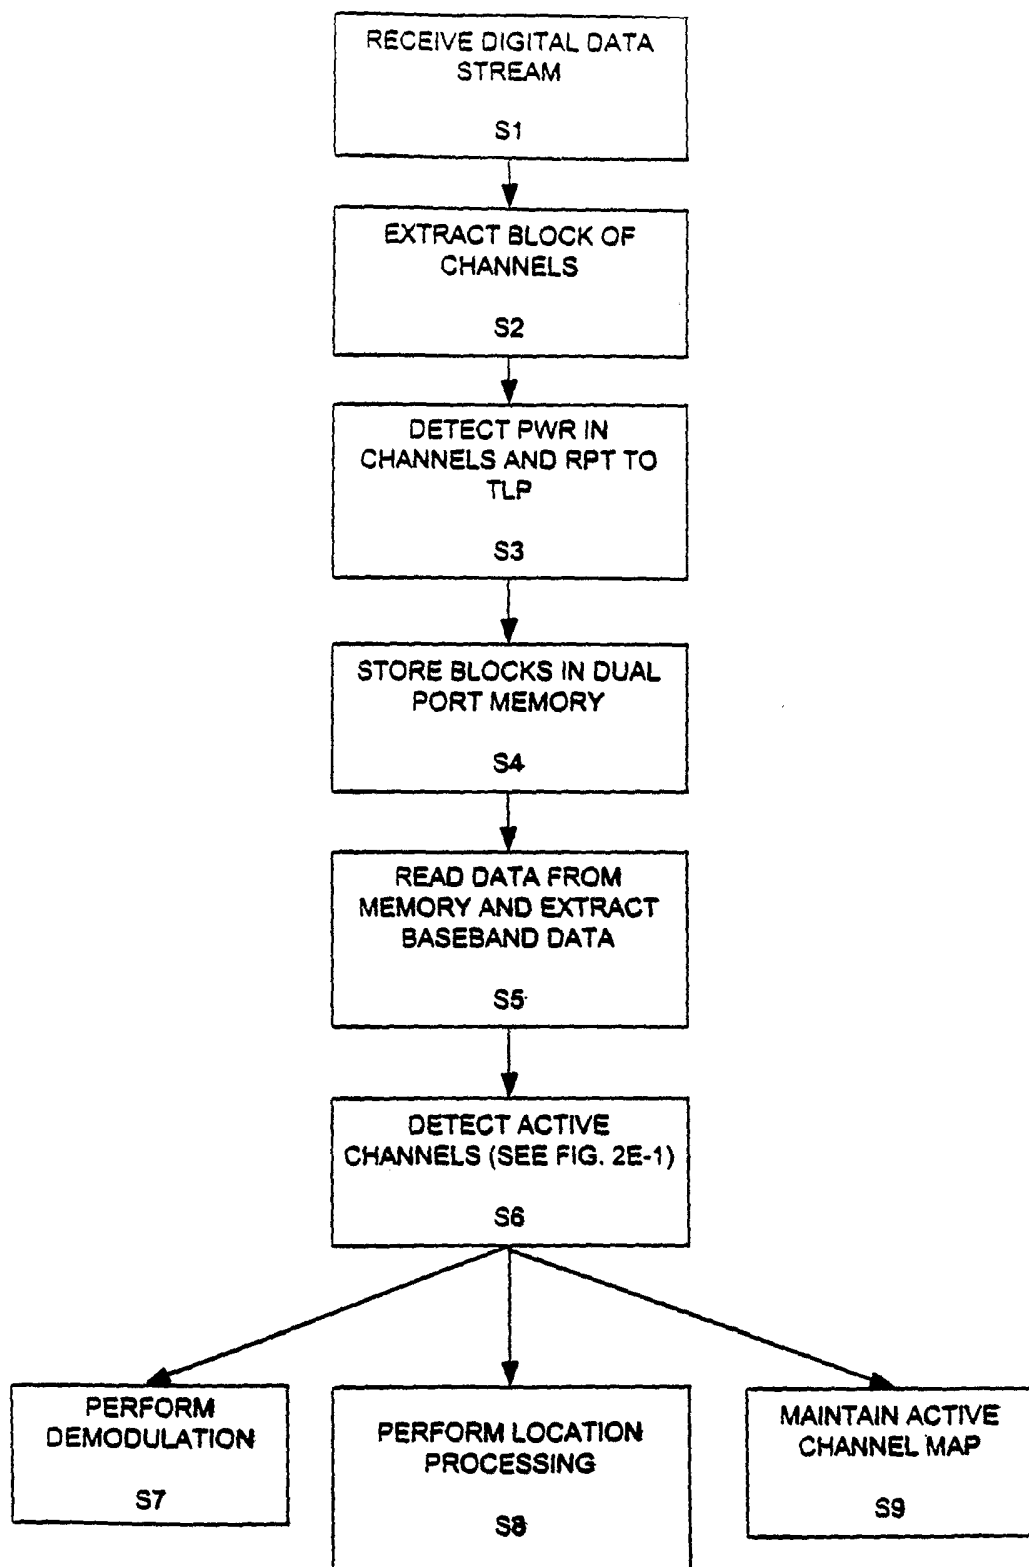 RECEIVE DIGITAL DATA
STREAM
S1
EXTRACT BLOCK OF
CHANNELS
S2
DETECT PWR IN
CHANNELS AND RPT TO
TLP
S3
STORE BLOCKS IN DUAL
PORT MEMORY
S4
READ DATA FROM
MEMORY AND EXTRACT
BASEBAND DATA
S5
DETECT ACTIVE
CHANNELS (SEE FIG. 2E-1)
S6
PERFORM
DEMODULATION
S7
PERFORM LOCATION
PROCESSING
S8
MAINTAIN ACTIVE
CHANNEL MAP
S9